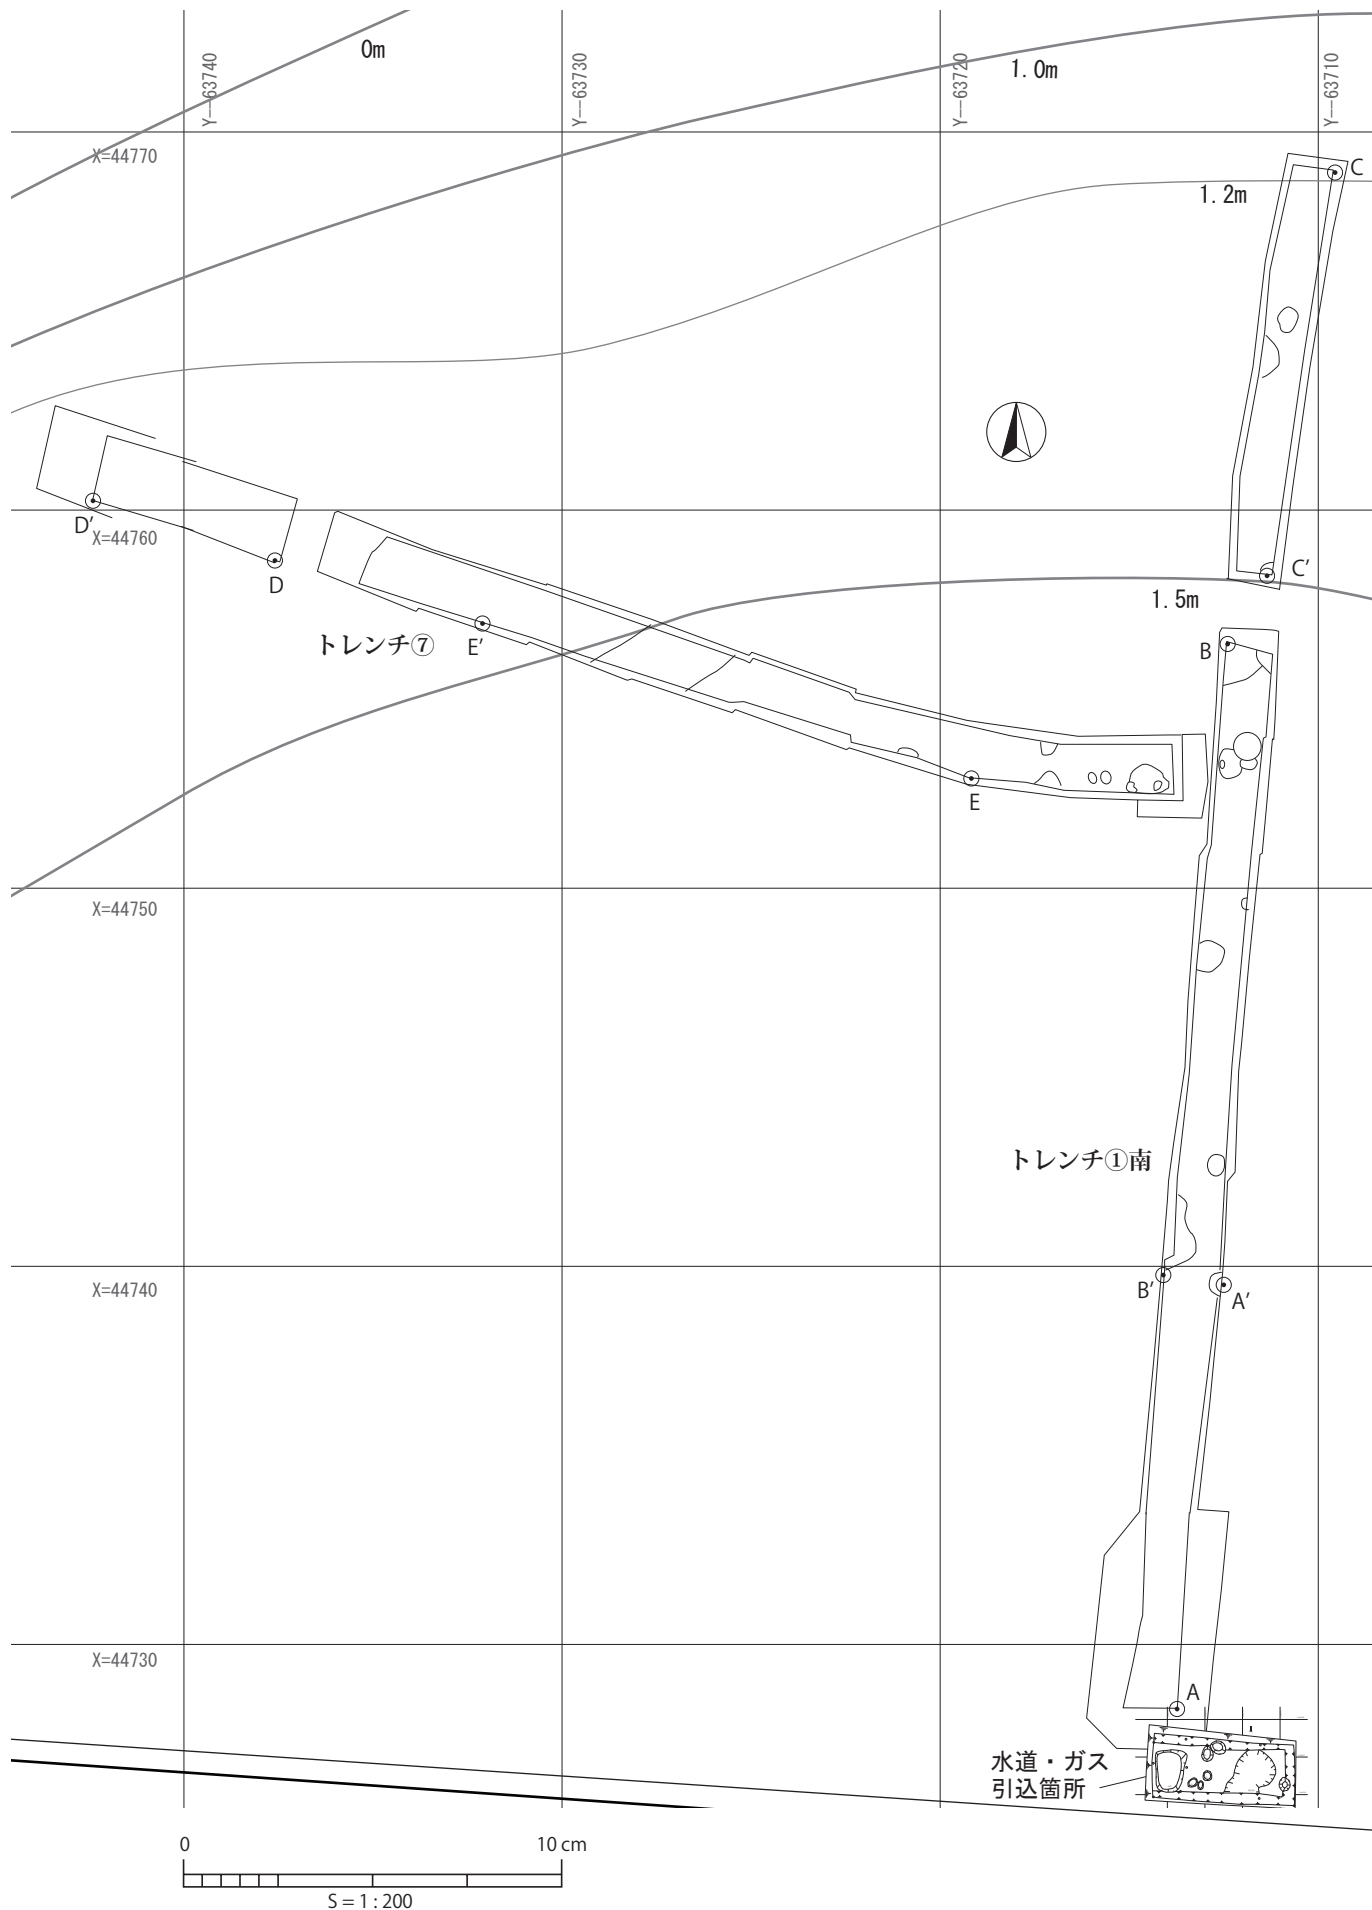 0m
1.0m
Y--63740
Y--63730
Y--63720
Y--63710
X=44770
C
1.2m
D'
X=44760
D
C'
1.5m
トレンチ⑦
E'
B
E
X=44750
トレンチ①南
X=44740
B'
A'
X=44730
A
水道・ガス
引込箇所
0
10 cm
S = 1 : 200